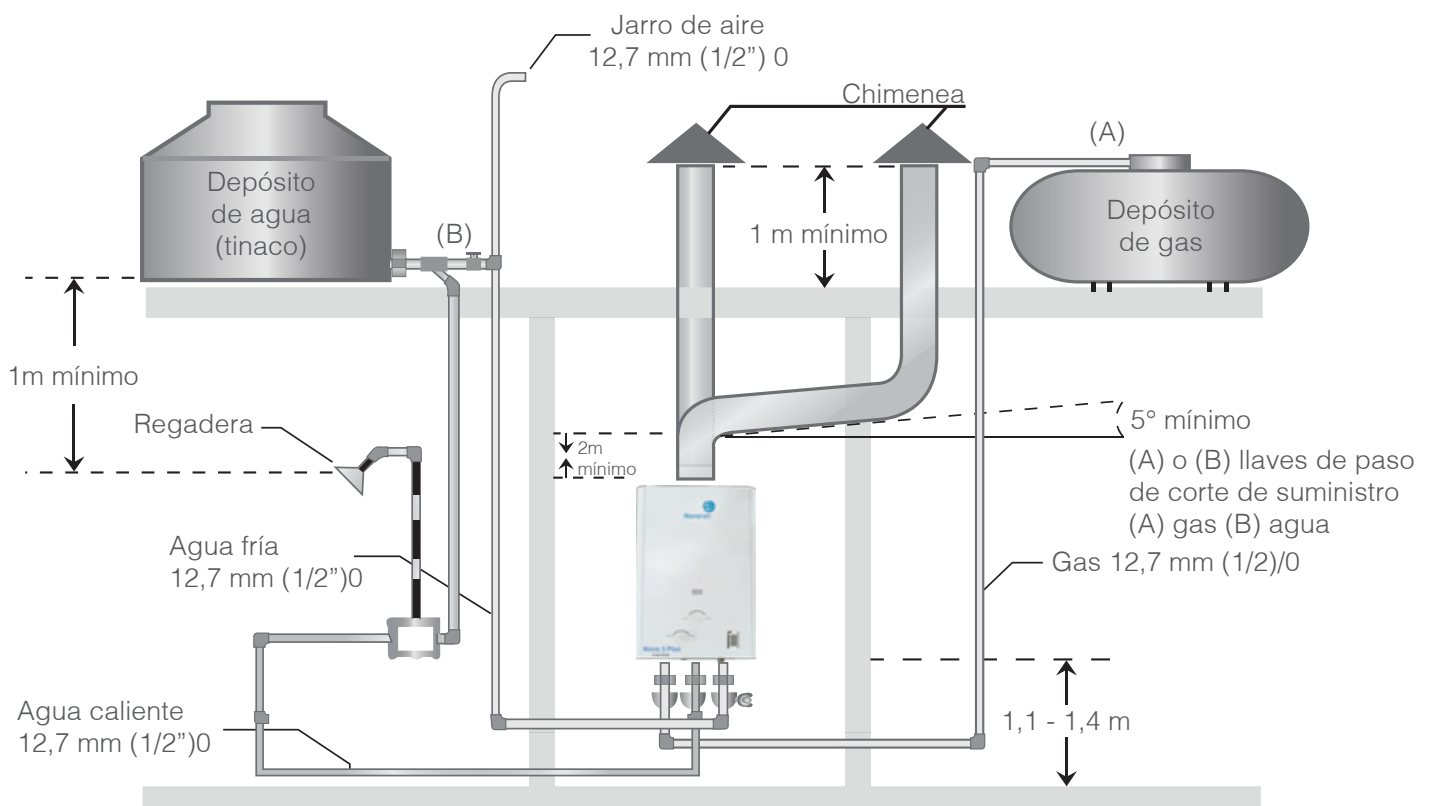 Jarro de aire
12,7 mm (1/2”) 0
Chimenea
(A)
Depósito
de agua
(tinaco)
(B)
1 m mínimo
Depósito
de gas
1m mínimo
Regadera
5° mínimo
2m
mínimo
(A) o (B) llaves de paso
de corte de suministro
(A) gas (B) agua
Agua fría
12,7 mm (1/2”)0
Gas 12,7 mm (1/2)/0
Nova 3 Plus
Agua caliente
12,7 mm (1/2”)0
1,1 - 1,4 m